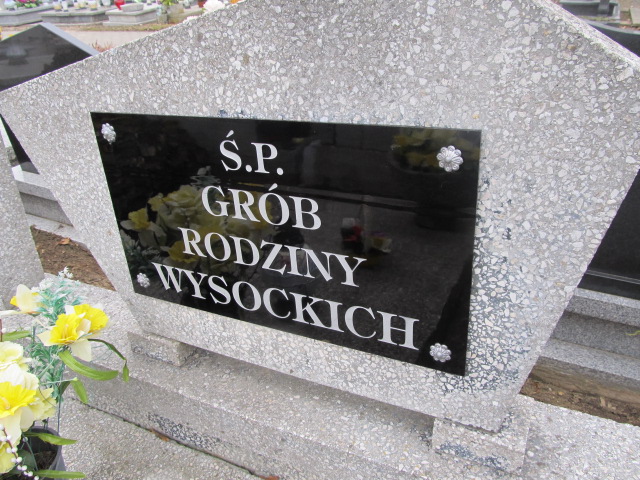 Ś.P.
GRÓB
RODZINY
WYSOCKICH